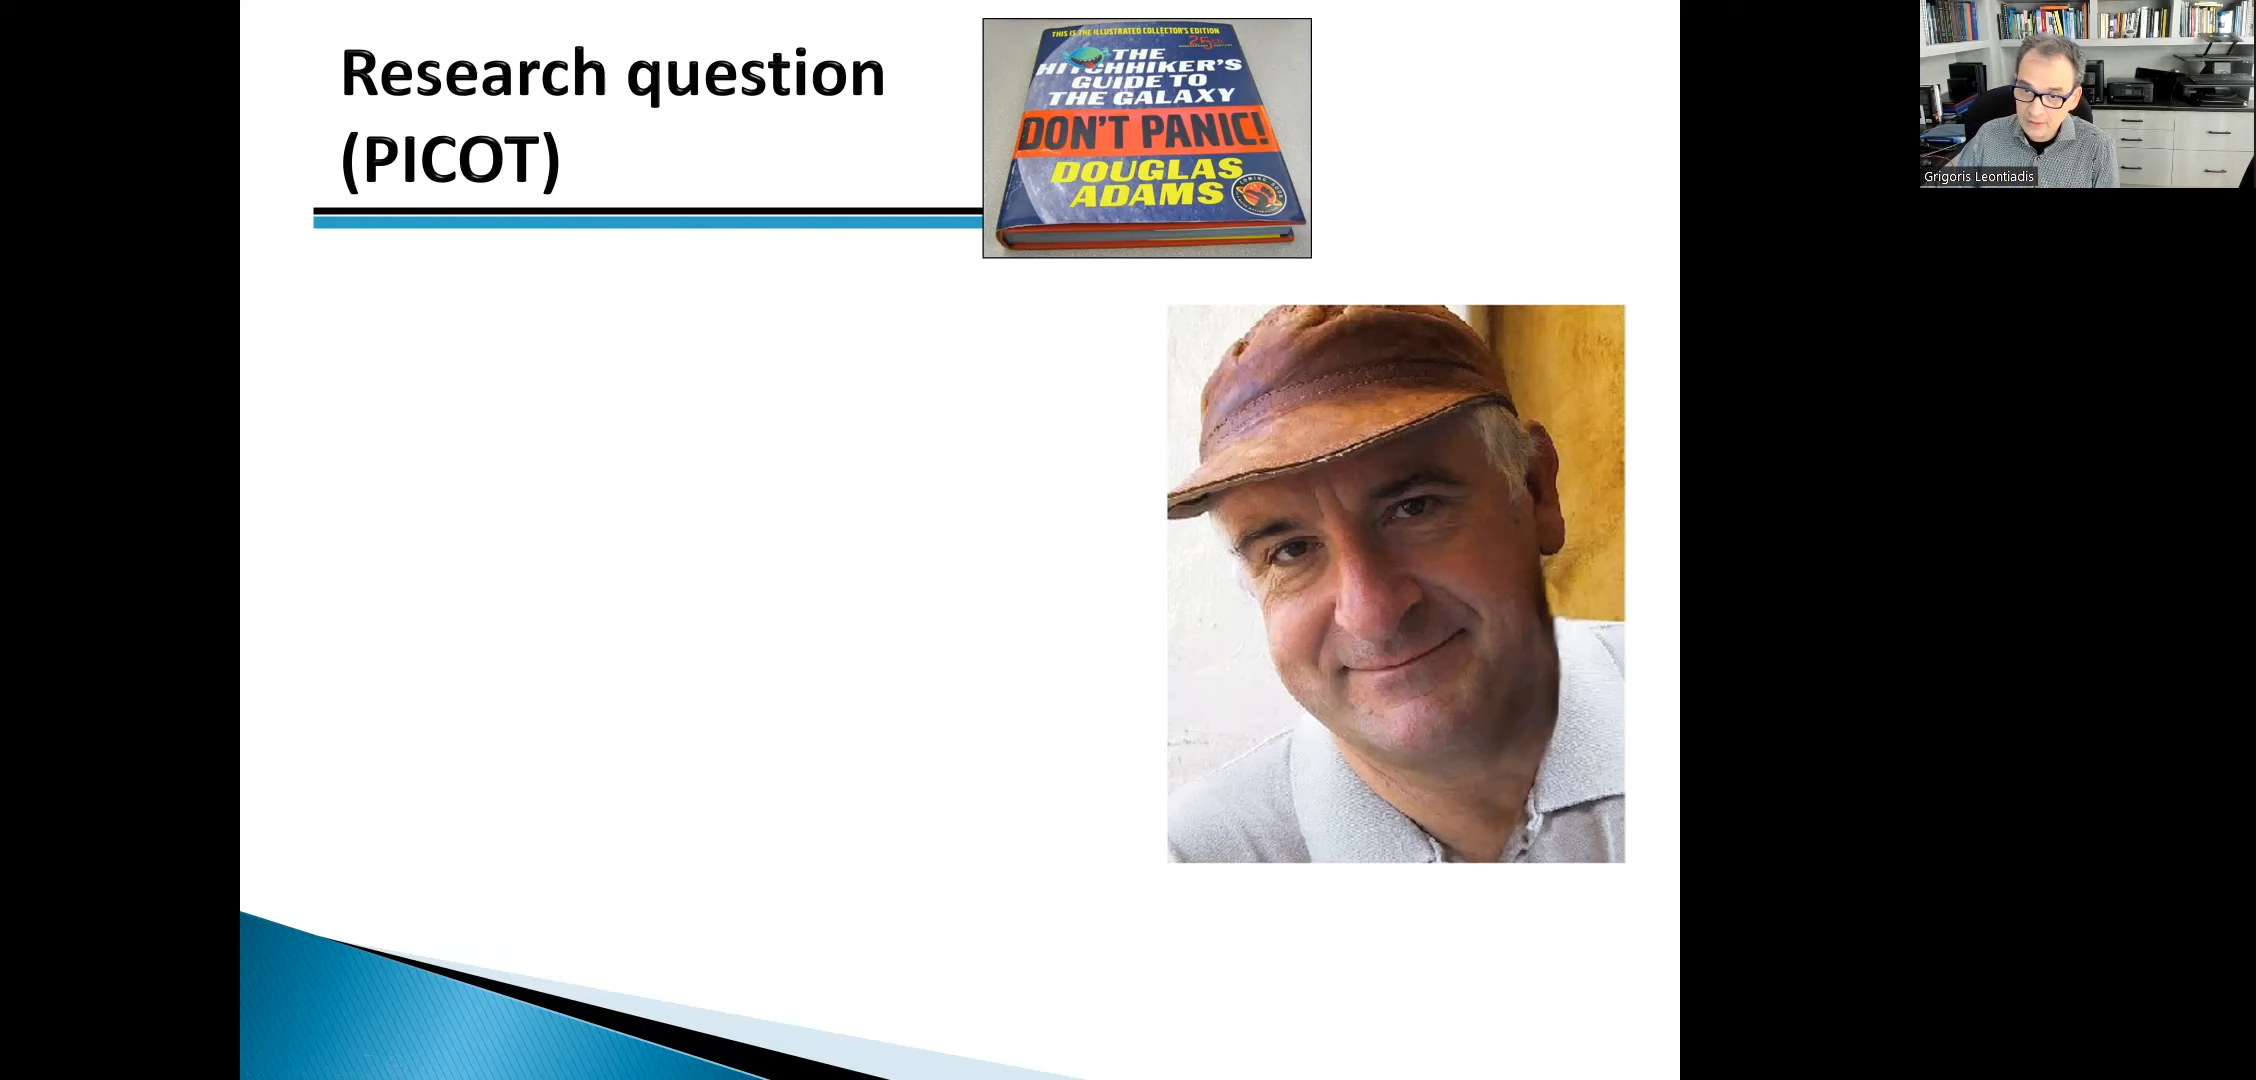 Research question
(PICOT)
THIS IS THE ILLUSTRATED COLLECTOR'S EDITION
25th
THE
HITCHHIKER'S
GUIDE TO
THE GALAXY
DON'T PANIC!
DOUGLAS
ADAMS
Grigoris Leontiadis